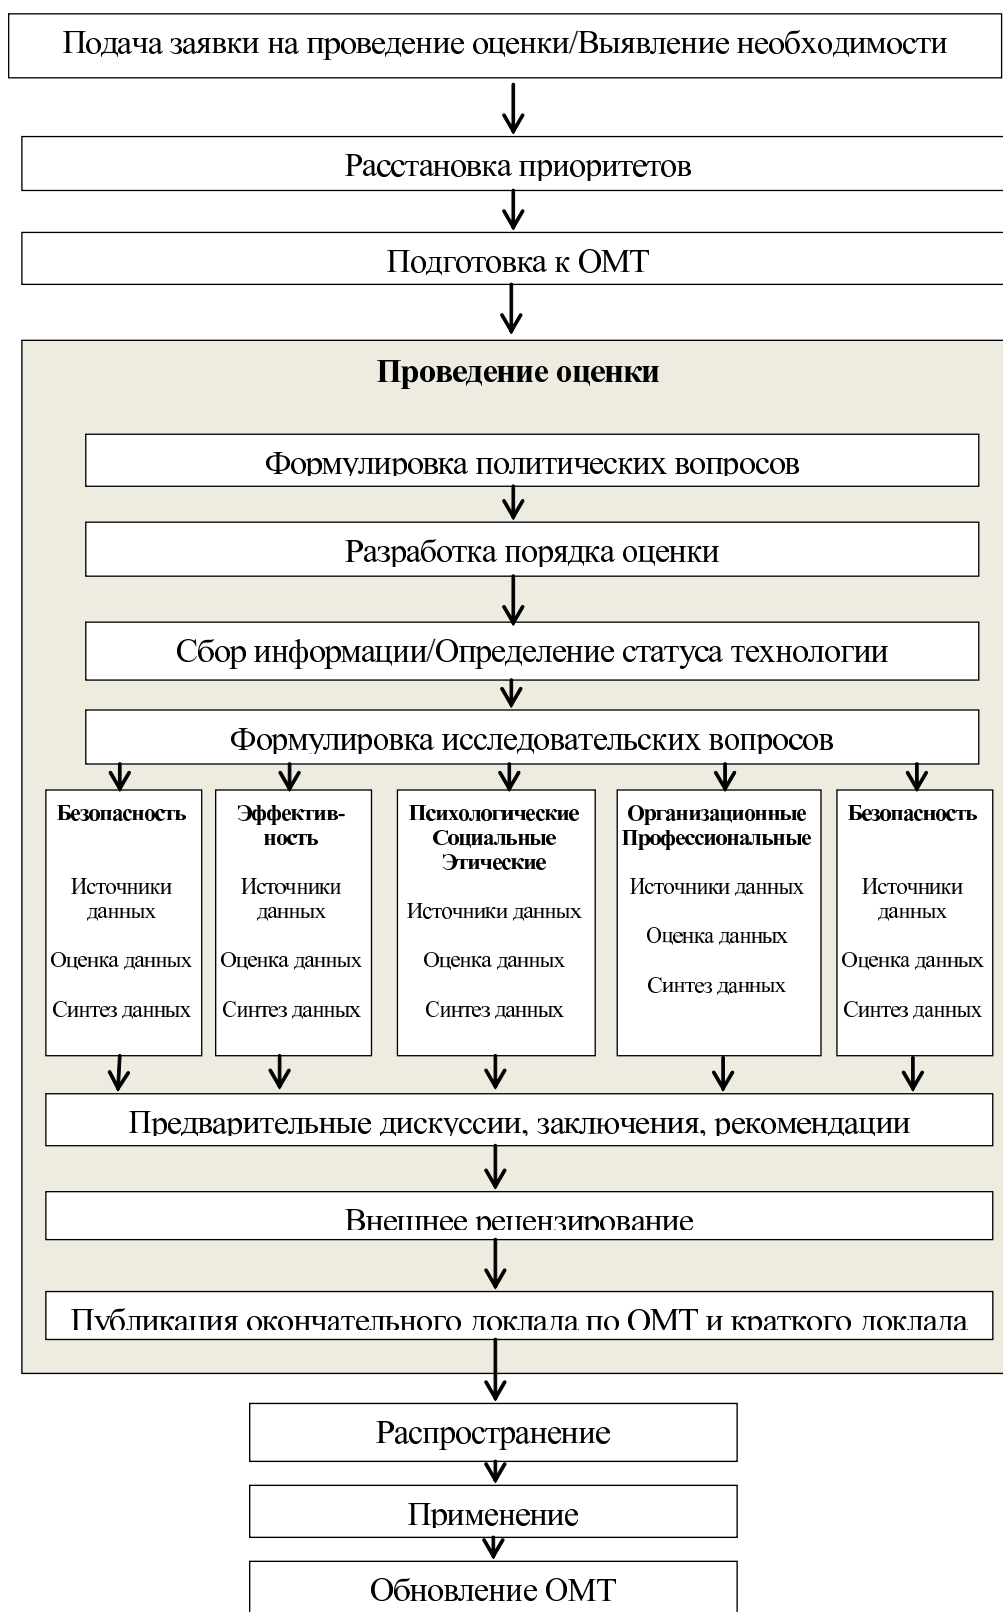 Подача заявки на проведение оценки/Выявление необходимости
Расстановка приоритетов
Подготовка к ОМТ
Проведение оценки
Формулировка политических вопросов
Разработка порядка оценки
Сбор информации/Определение статуса технологии
Формулировка исследовательских вопросов
Безопасность
Источники
данных
Оценка данных
Синтез данных
Эффектив-
ность
Источники
данных
Оценка данных
Синтез данных
Психологические
Социальные
Этические
Источники данных
Оценка данных
Синтез данных
Организационные
Профессиональные
Источники данных
Оценка данных
Синтез данных
Безопасность
Источники
данных
Оценка данных
Синтез данных
Предварительные дискуссии, заключения, рекомендации
Внешнее рецензирование
Публикация окончательного доклада по ОМТ и краткого доклада
Распространение
Применение
Обновление ОМТ